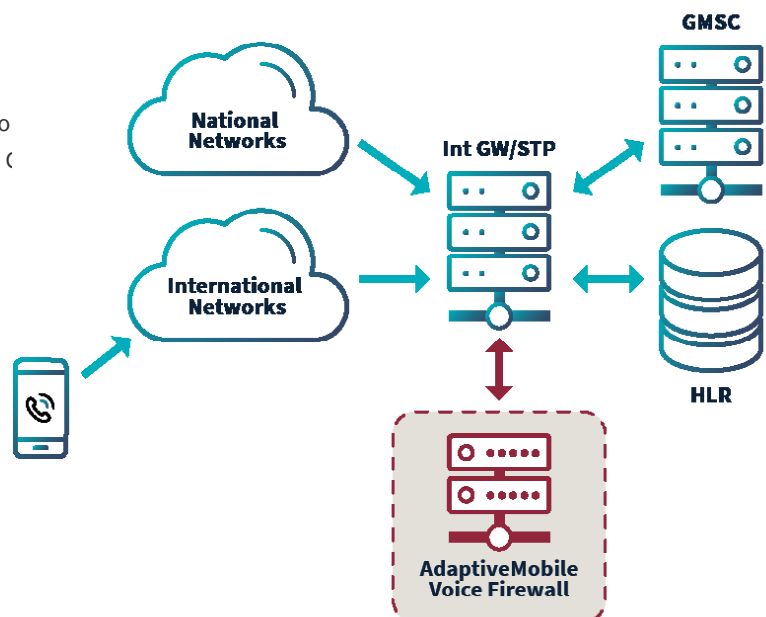 GMSC
National
Networks
Int GW/STP
International
Networks
HLR
AdaptiveMobile
Voice Firewall